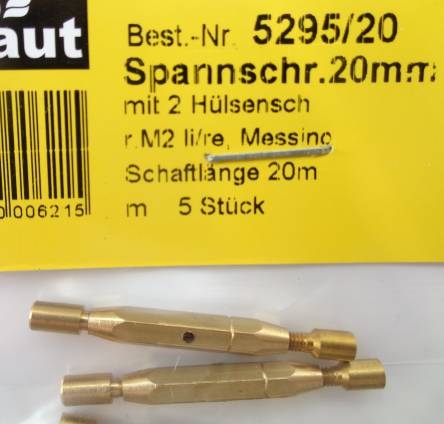 aut
Best.-Nr. 5295/20
Spannschr.20mm
mit 2 Hülsensch
r.M2 li/re, Messing
Schaftlänge 20m
m 5 Stück
0 006215